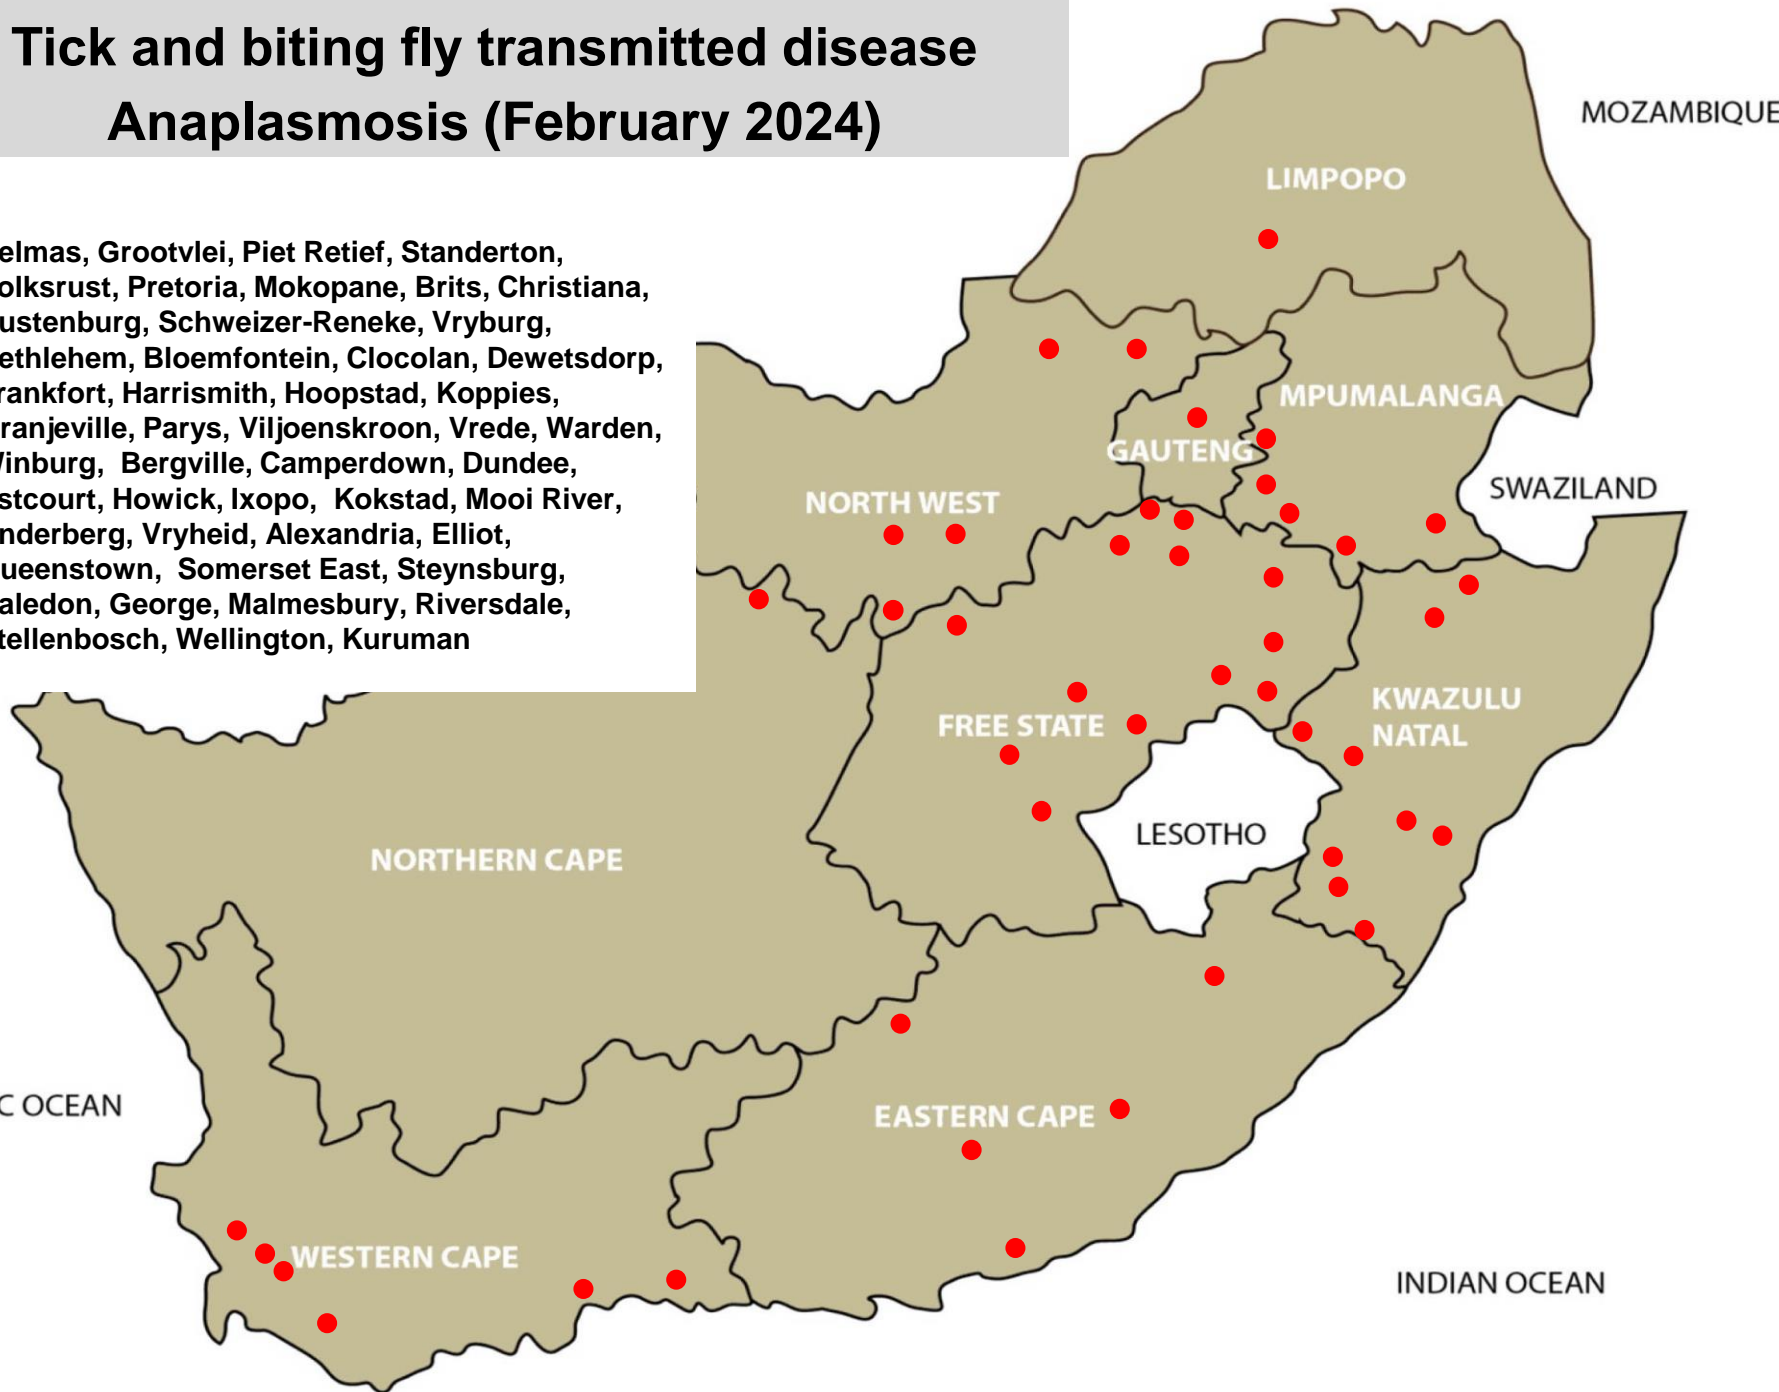 Tick and biting fly transmitted disease
Anaplasmosis (February 2024)
MOZAMBIQUE
LIMPOPO
elmas, Grootvlei, Piet Retief, Standerton,
olksrust, Pretoria, Mokopane, Brits, Christiana,
ustenburg, Schweizer-Reneke, Vryburg,
ethlehem, Bloemfontein, Clocolan, Dewetsdorp,
rankfort, Harrismith, Hoopstad, Koppies,
ranjeville, Parys, Viljoenskroon, Vrede, Warden,
Winburg, Bergville, Camperdown, Dundee,
stcourt, Howick, Ixopo, Kokstad, Mooi River,
nderberg, Vryheid, Alexandria, Elliot,
ueenstown, Somerset East, Steynsburg,
aledon, George, Malmesbury, Riversdale,
tellenbosch, Wellington, Kuruman
MPUMALANGA
GAUTENG
SWAZILAND
NORTH WEST
KWAZULU
NATAL
FREE STATE
LESOTHO
NORTHERN CAPE
C OCEAN
EASTERN CAPE
WESTERN CAPE
INDIAN OCEAN